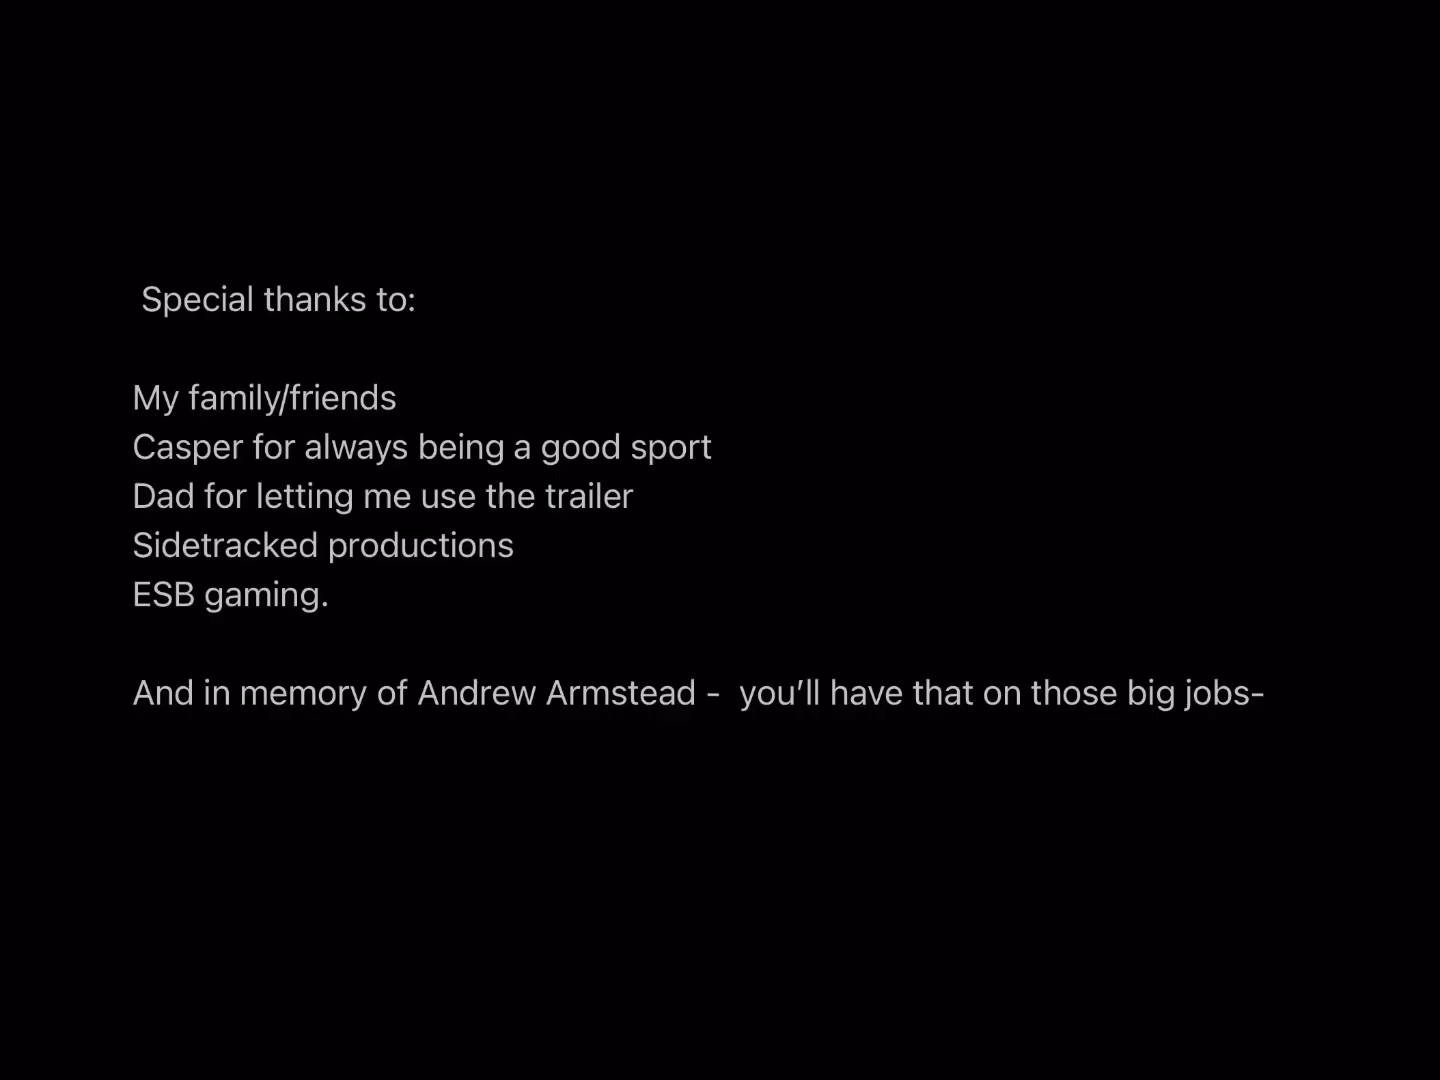 Special thanks to:
My family/friends
Casper for always being a good sport
Dad for letting me use the trailer
Sidetracked productions
ESB gaming.
And in memory of Andrew Armstead -  you’ll have that on those big jobs-